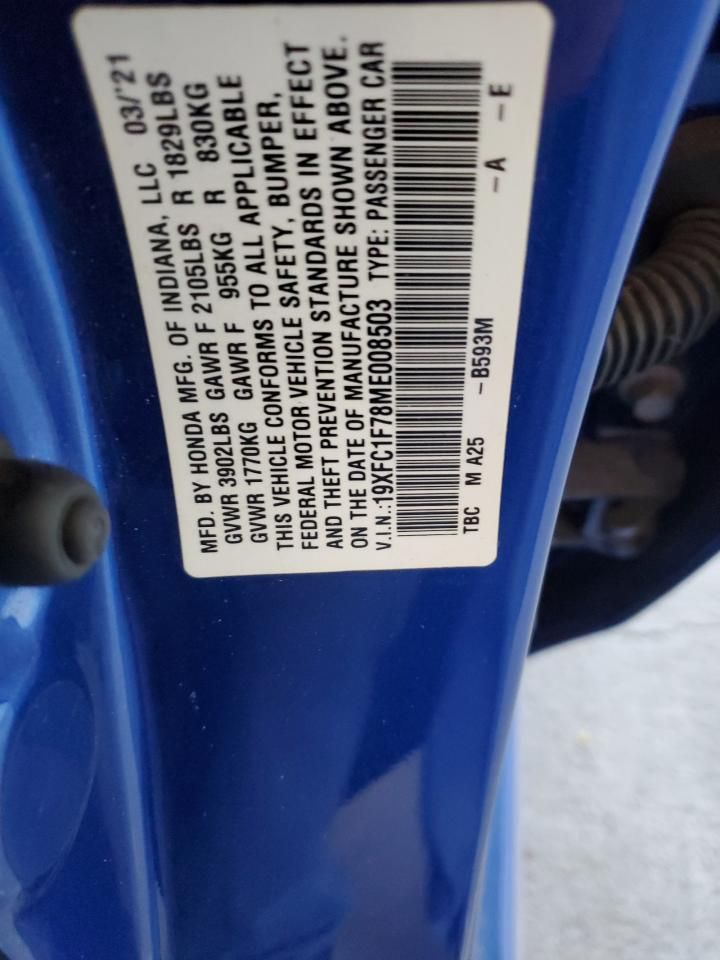 MFD. BY HONDA MFG. OF INDIANA, LLC 03/'21
GVWR 3902LBS GAWR F 2105LBS R 1829LBS
GVWR 1770KG GAWR F 955KG R 830KG
THIS VEHICLE CONFORMS TO ALL APPLICABLE
FEDERAL MOTOR VEHICLE SAFETY, BUMPER,
AND THEFT PREVENTION STANDARDS IN EFFECT
ON THE DATE OF MANUFACTURE SHOWN ABOVE.
V.I.N.:19XFC1F78ME008503 TYPE: PASSENGER CAR
TBC M A25 -B593M -A -E